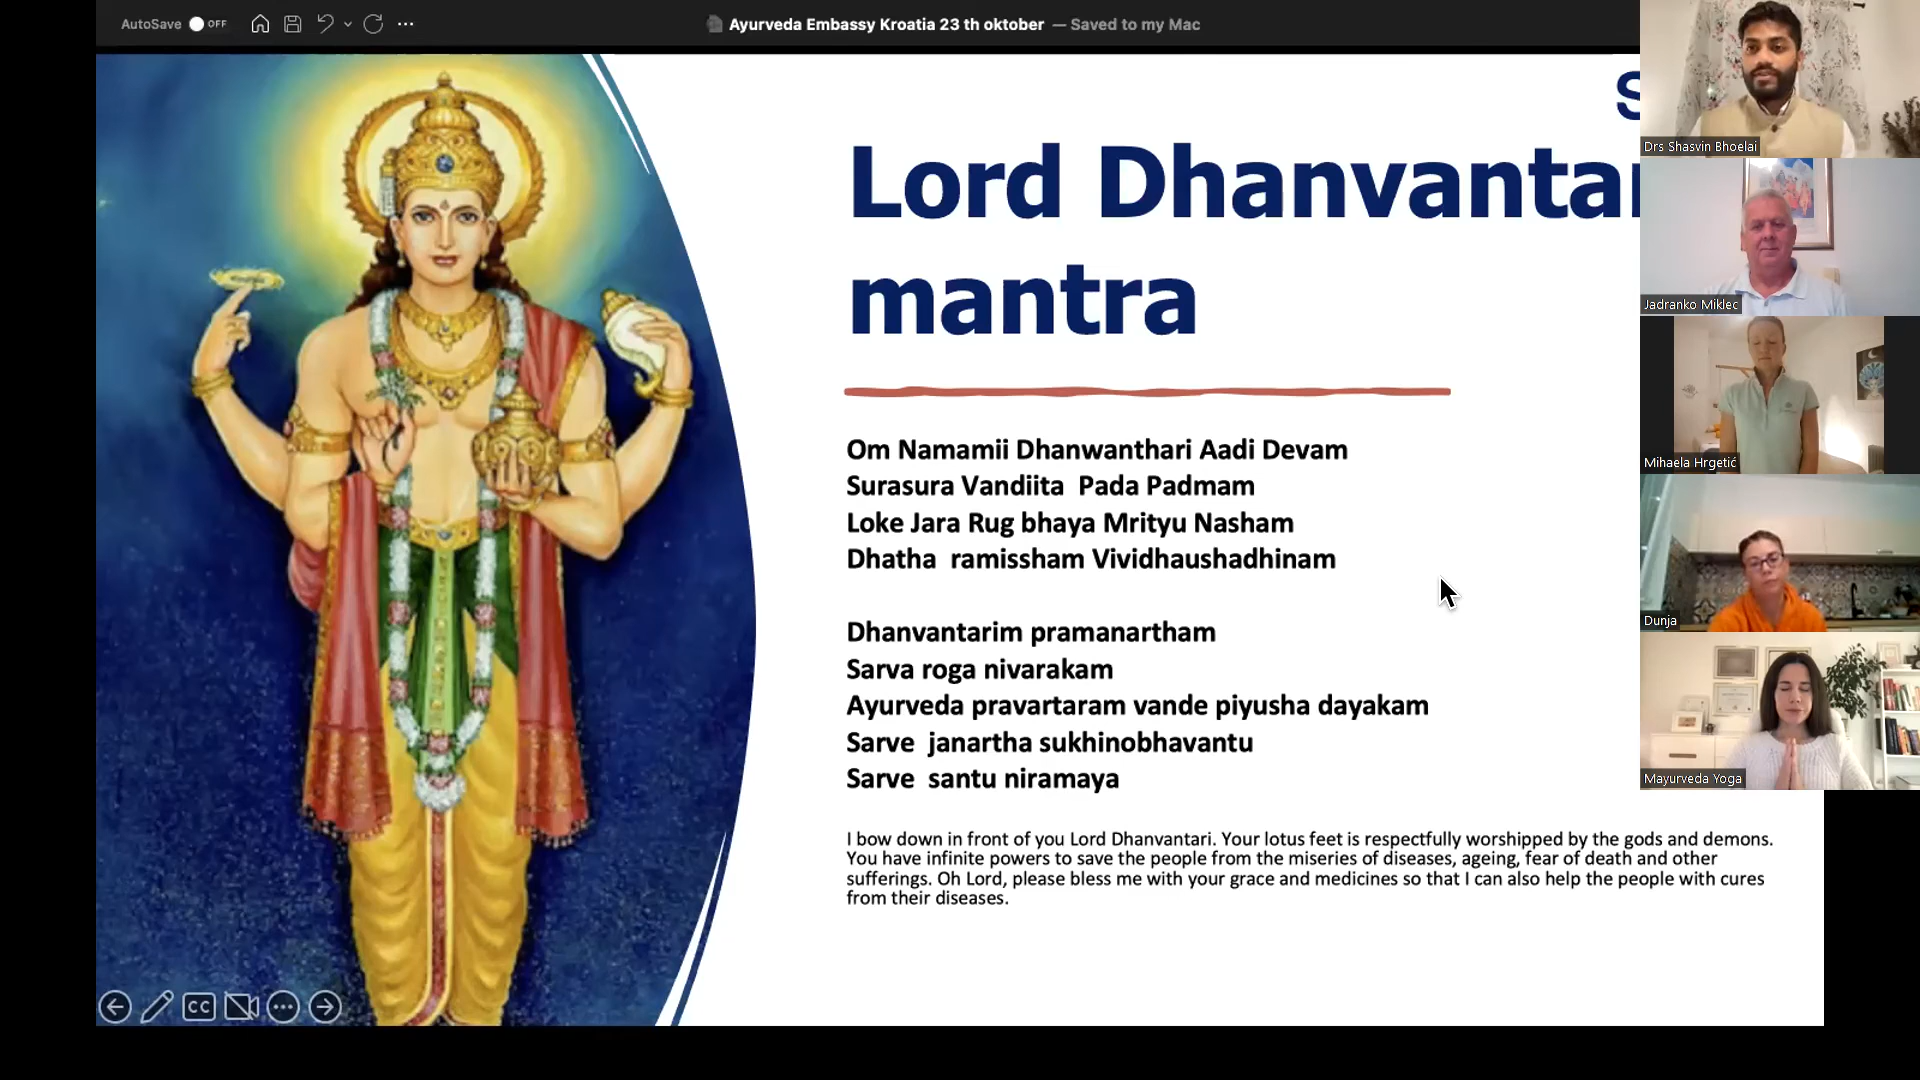 AutoSave OFF
Ayurveda Embassy Kroatia 23 th oktober — Saved to my Mac
S
Lord Dhanvantar
mantra
Om Namamii Dhanwanthari Aadi Devam
Surasura Vandiita Pada Padmam
Loke Jara Rug bhaya Mrityu Nasham
Dhatha ramissham Vividhaushadhinam
Dhanvantarim pramanartham
Sarva roga nivarakam
Ayurveda pravartaram vande piyusha dayakam
Sarve janartha sukhinobhavantu
Sarve santu niramaya
I bow down in front of you Lord Dhanvantari. Your lotus feet is respectfully worshipped by the gods and demons.
You have infinite powers to save the people from the miseries of diseases, ageing, fear of death and other
sufferings. Oh Lord, please bless me with your grace and medicines so that I can also help the people with cures
from their diseases.
Drs Shasvin Bhoelai
Jadranko Miklec
Mihaela Hrgetić
Dunja
Mayurveda Yoga
CC